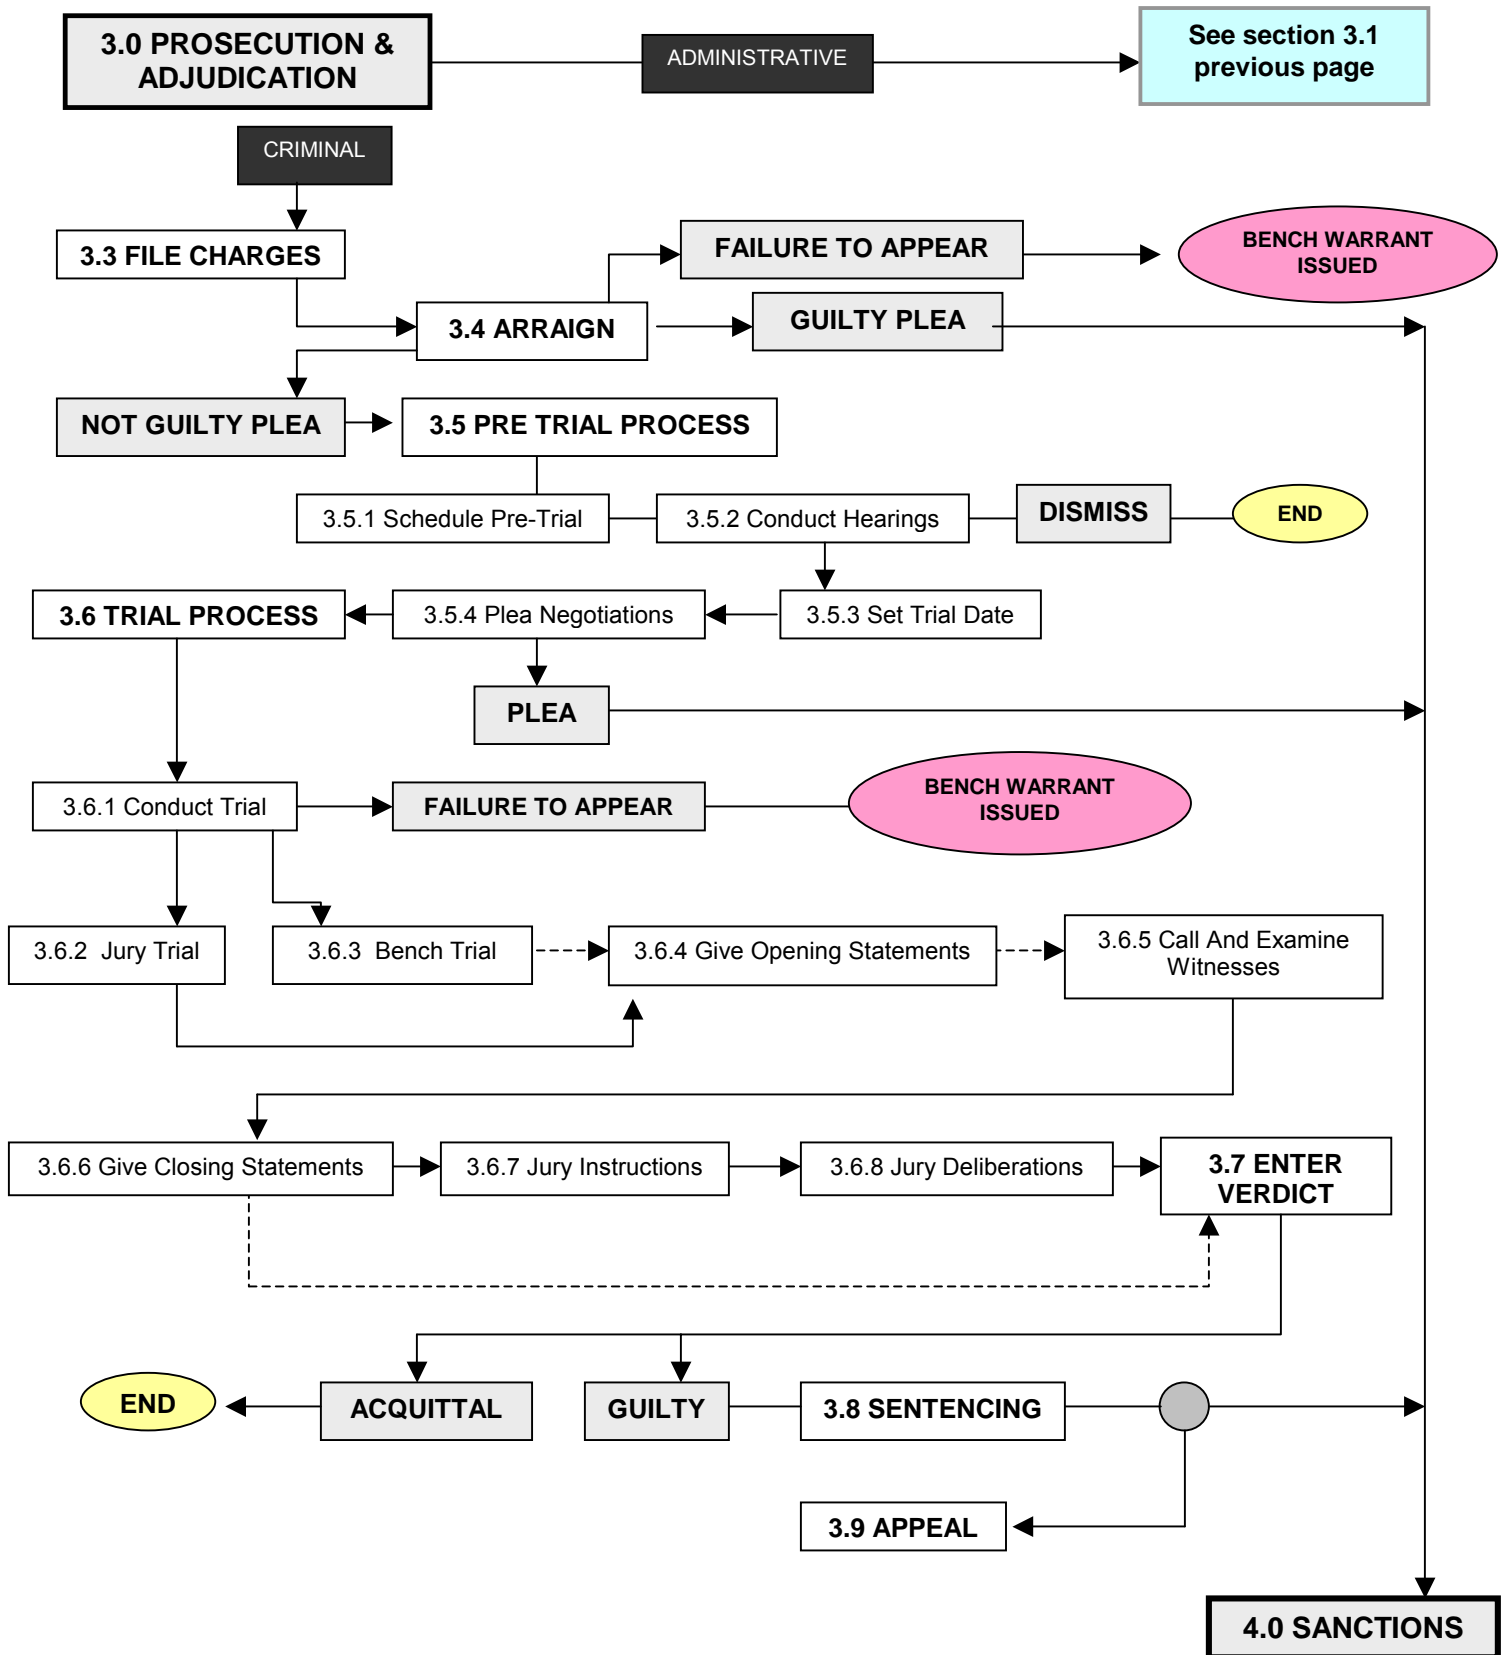 3.0 PROSECUTION &
ADJUDICATION
ADMINISTRATIVE
See section 3.1
previous page
CRIMINAL
3.3 FILE CHARGES
FAILURE TO APPEAR
BENCH WARRANT
ISSUED
3.4 ARRAIGN
GUILTY PLEA
NOT GUILTY PLEA
3.5 PRE TRIAL PROCESS
3.5.1 Schedule Pre-Trial
3.5.2 Conduct Hearings
DISMISS
END
3.6 TRIAL PROCESS
3.5.4 Plea Negotiations
3.5.3 Set Trial Date
PLEA
3.6.1 Conduct Trial
FAILURE TO APPEAR
BENCH WARRANT
ISSUED
3.6.2  Jury Trial
3.6.3  Bench Trial
3.6.4 Give Opening Statements
3.6.5 Call And Examine
Witnesses
3.6.6 Give Closing Statements
3.6.7 Jury Instructions
3.6.8 Jury Deliberations
3.7 ENTER
VERDICT
END
ACQUITTAL
GUILTY
3.8 SENTENCING
3.9 APPEAL
4.0 SANCTIONS